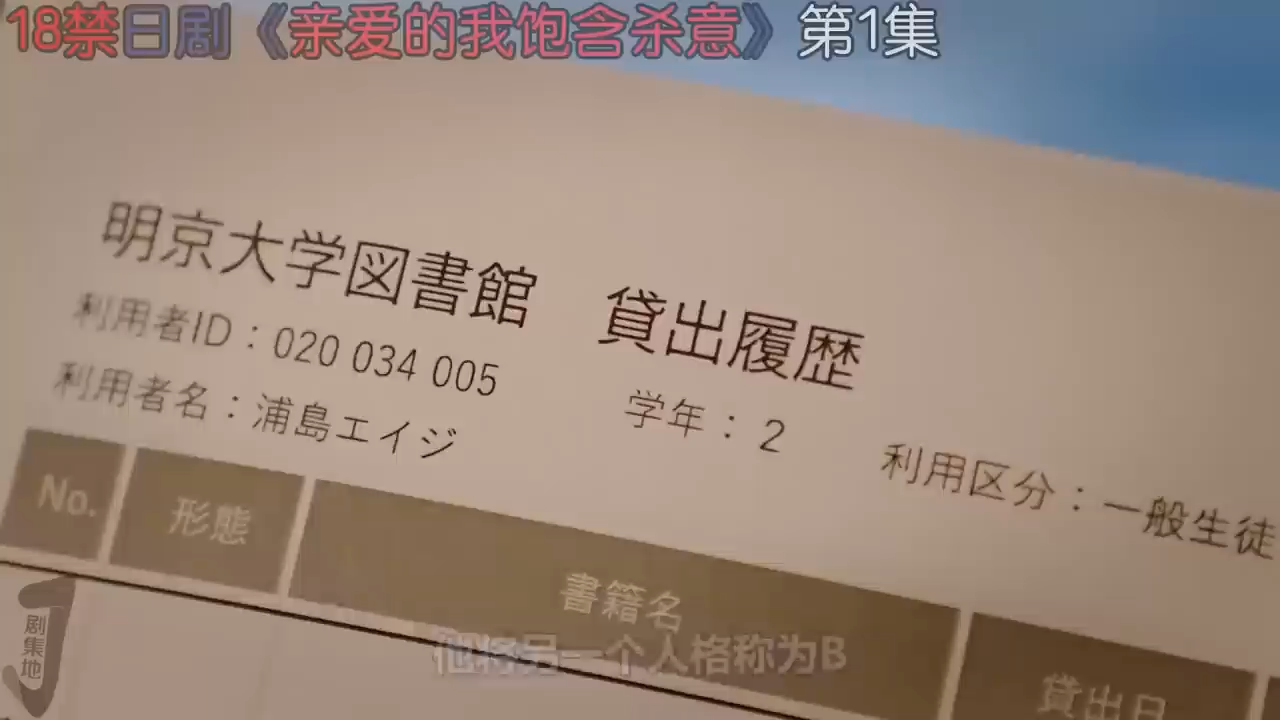 18禁日剧《亲爱的我饱含杀意》第1集
明京大学図書館 貸出履歴
利用者ID：020 034 005 学年：2
利用者名：浦島エイジ 利用区分：一般生徒
No. 形態 書籍名 貸出日
他将另一个人格称为B
剧集地